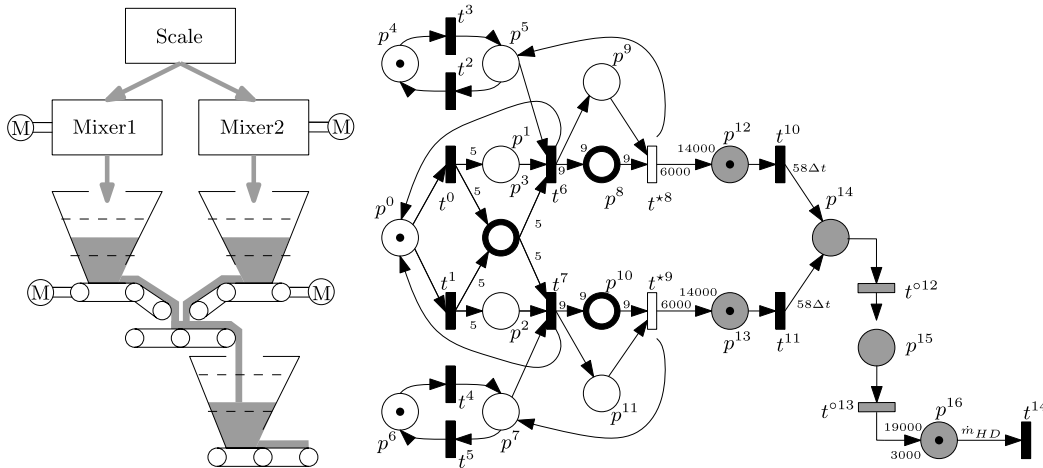 Scale
M
Mixer1
Mixer2
M
M
M
t³
p⁴
p⁵
t²
p⁹
p¹
p³
t⁰
5
5
p⁰
t⁶
9
9
9
p⁸
t⋆8
14000
6000
p¹²
t¹⁰
58Δt
p¹⁴
5
5
t¹
5
5
p²
t⁷
9
9
9
p¹⁰
t⋆9
14000
6000
p¹³
t¹¹
58Δt
t∘12
p¹⁵
t⁴
p⁶
t⁵
p⁷
p¹¹
t∘13
p¹⁶
19000
3000
ṁ_HD
t¹⁴